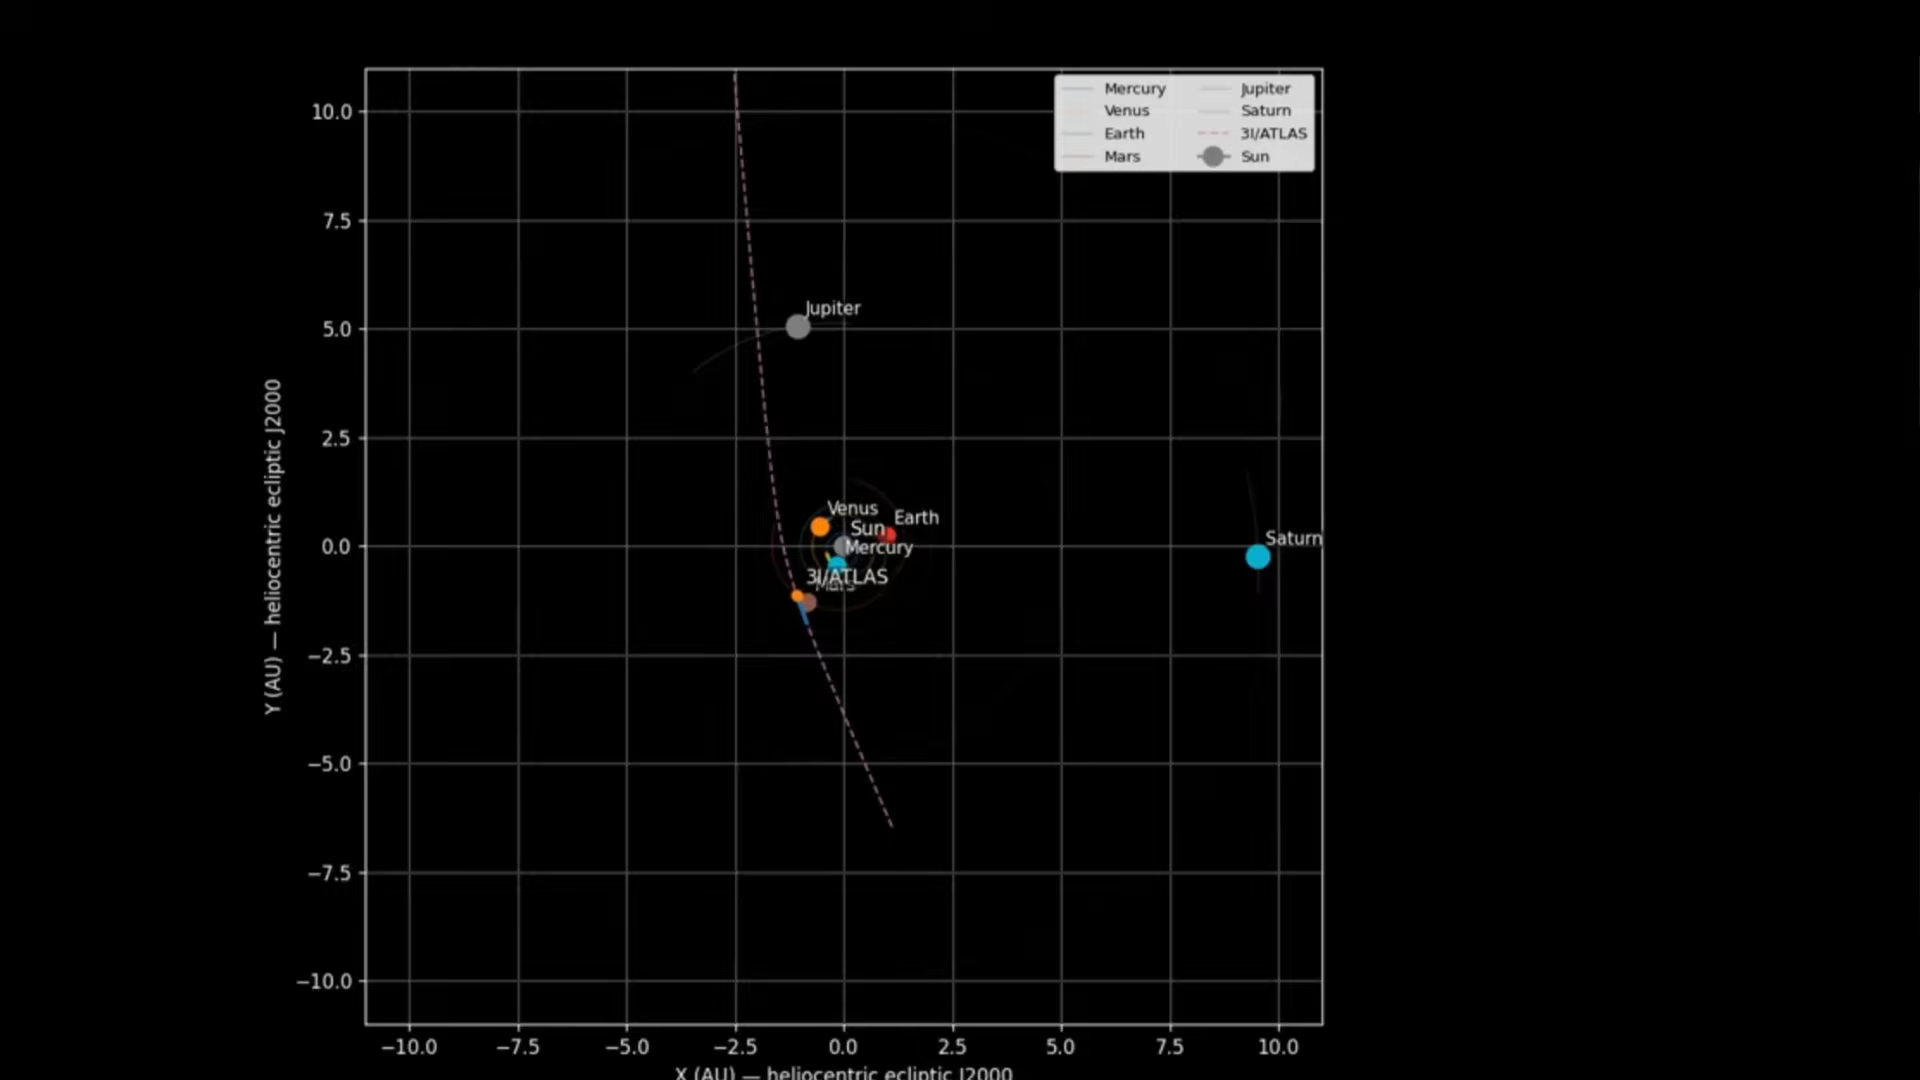 Mercury
Venus
Earth
Mars
Jupiter
Saturn
3I/ATLAS
Sun
10.0
7.5
5.0
2.5
0.0
−2.5
−5.0
−7.5
−10.0
Y (AU) — heliocentric ecliptic J2000
Jupiter
Venus
Earth
Sun
Mercury
3I/ATLAS
Mars
Saturn
−10.0
−7.5
−5.0
−2.5
0.0
2.5
5.0
7.5
10.0
X (AU) — heliocentric ecliptic J2000